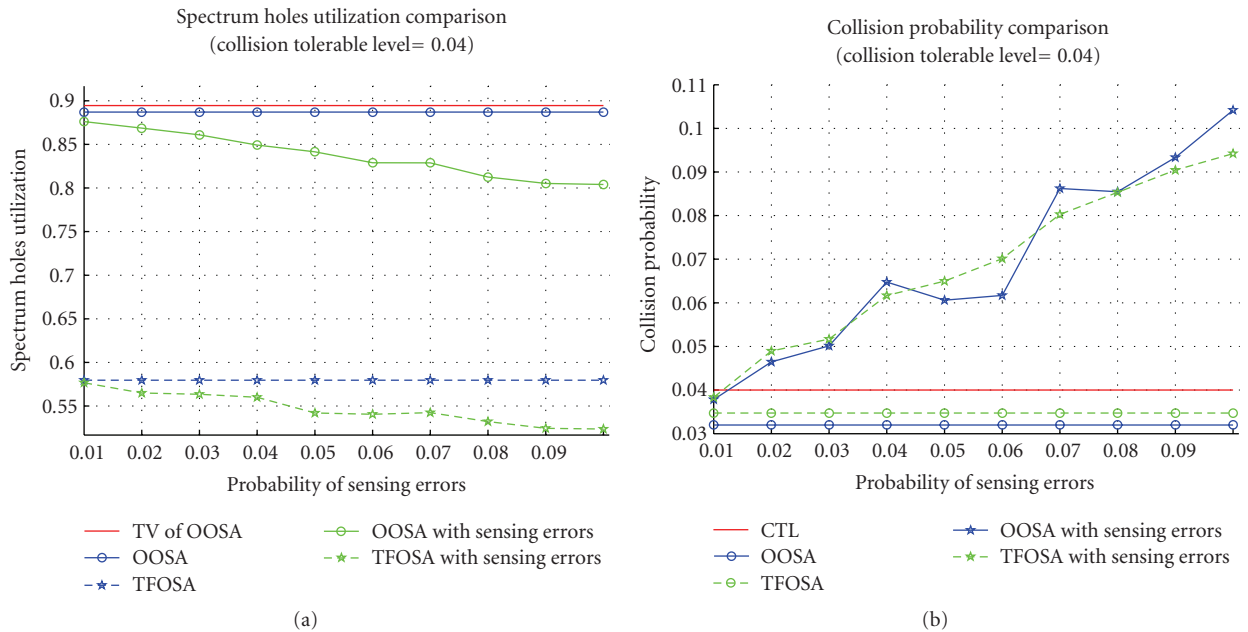 Spectrum holes utilization comparison
(collision tolerable level= 0.04)
0.9
0.85
0.8
0.75
0.7
0.65
0.6
0.55
Spectrum holes utilization
0.01 0.02 0.03 0.04 0.05 0.06 0.07 0.08 0.09
Probability of sensing errors
TV of OOSA
OOSA
TFOSA
OOSA with sensing errors
TFOSA with sensing errors
(a)
Collision probability comparison
(collision tolerable level= 0.04)
0.11
0.1
0.09
0.08
0.07
0.06
0.05
0.04
0.03
Collision probability
0.01 0.02 0.03 0.04 0.05 0.06 0.07 0.08 0.09
Probability of sensing errors
CTL
OOSA
TFOSA
OOSA with sensing errors
TFOSA with sensing errors
(b)